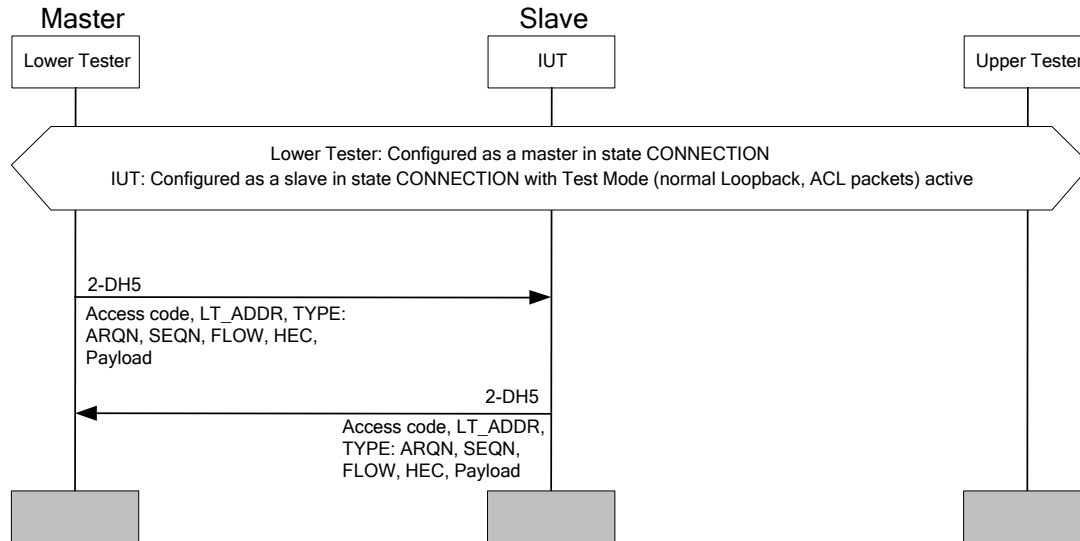 Master
Slave
Lower Tester
IUT
Upper Tester
Lower Tester: Configured as a master in state CONNECTION
IUT: Configured as a slave in state CONNECTION with Test Mode (normal Loopback, ACL packets) active
2-DH5
Access code, LT_ADDR, TYPE:
ARQN, SEQN, FLOW, HEC,
Payload
2-DH5
Access code, LT_ADDR,
TYPE: ARQN, SEQN,
FLOW, HEC, Payload